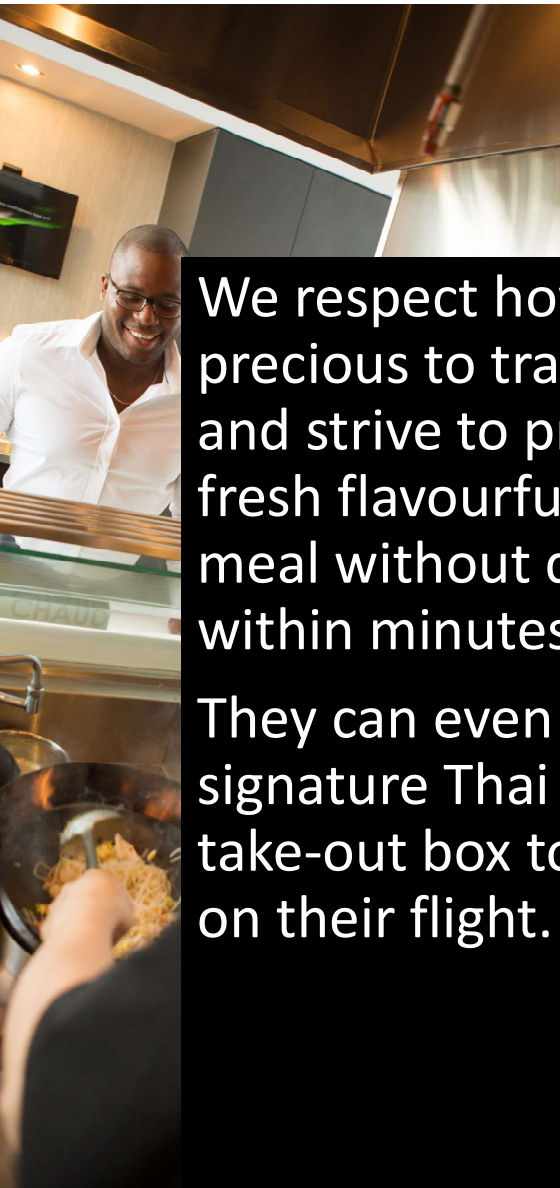 We respect ho
precious to tra
and strive to p
fresh flavourfu
meal without
within minutes
They can even
signature Thai
take-out box to
on their flight.
CHAUD